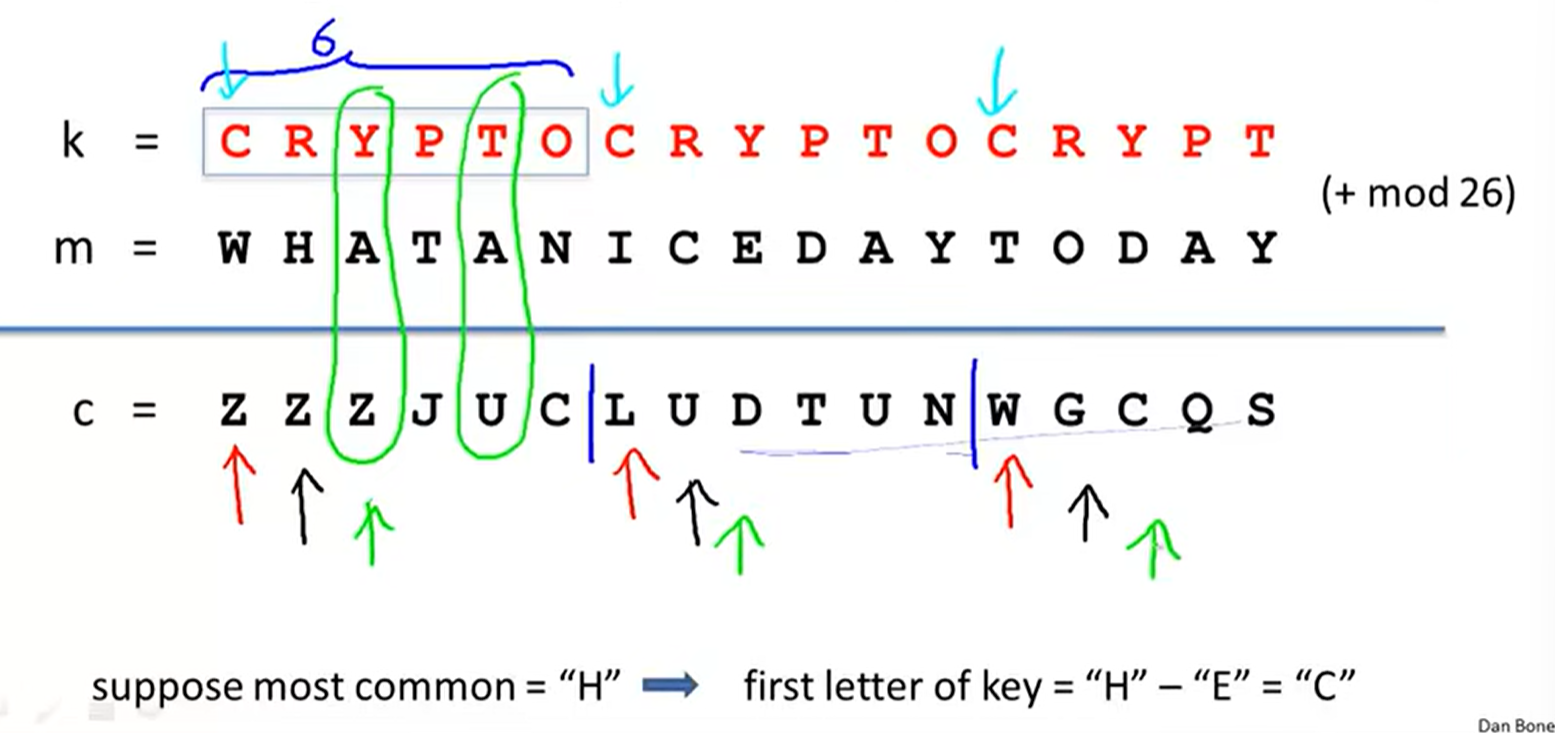 6
k = C R Y P T O C R Y P T O C R Y P T
(+ mod 26)
m = W H A T A N I C E D A Y T O D A Y
c = Z Z Z J U C L U D T U N W G C Q S
suppose most common = “H” first letter of key = “H” – “E” = “C”
Dan Bone